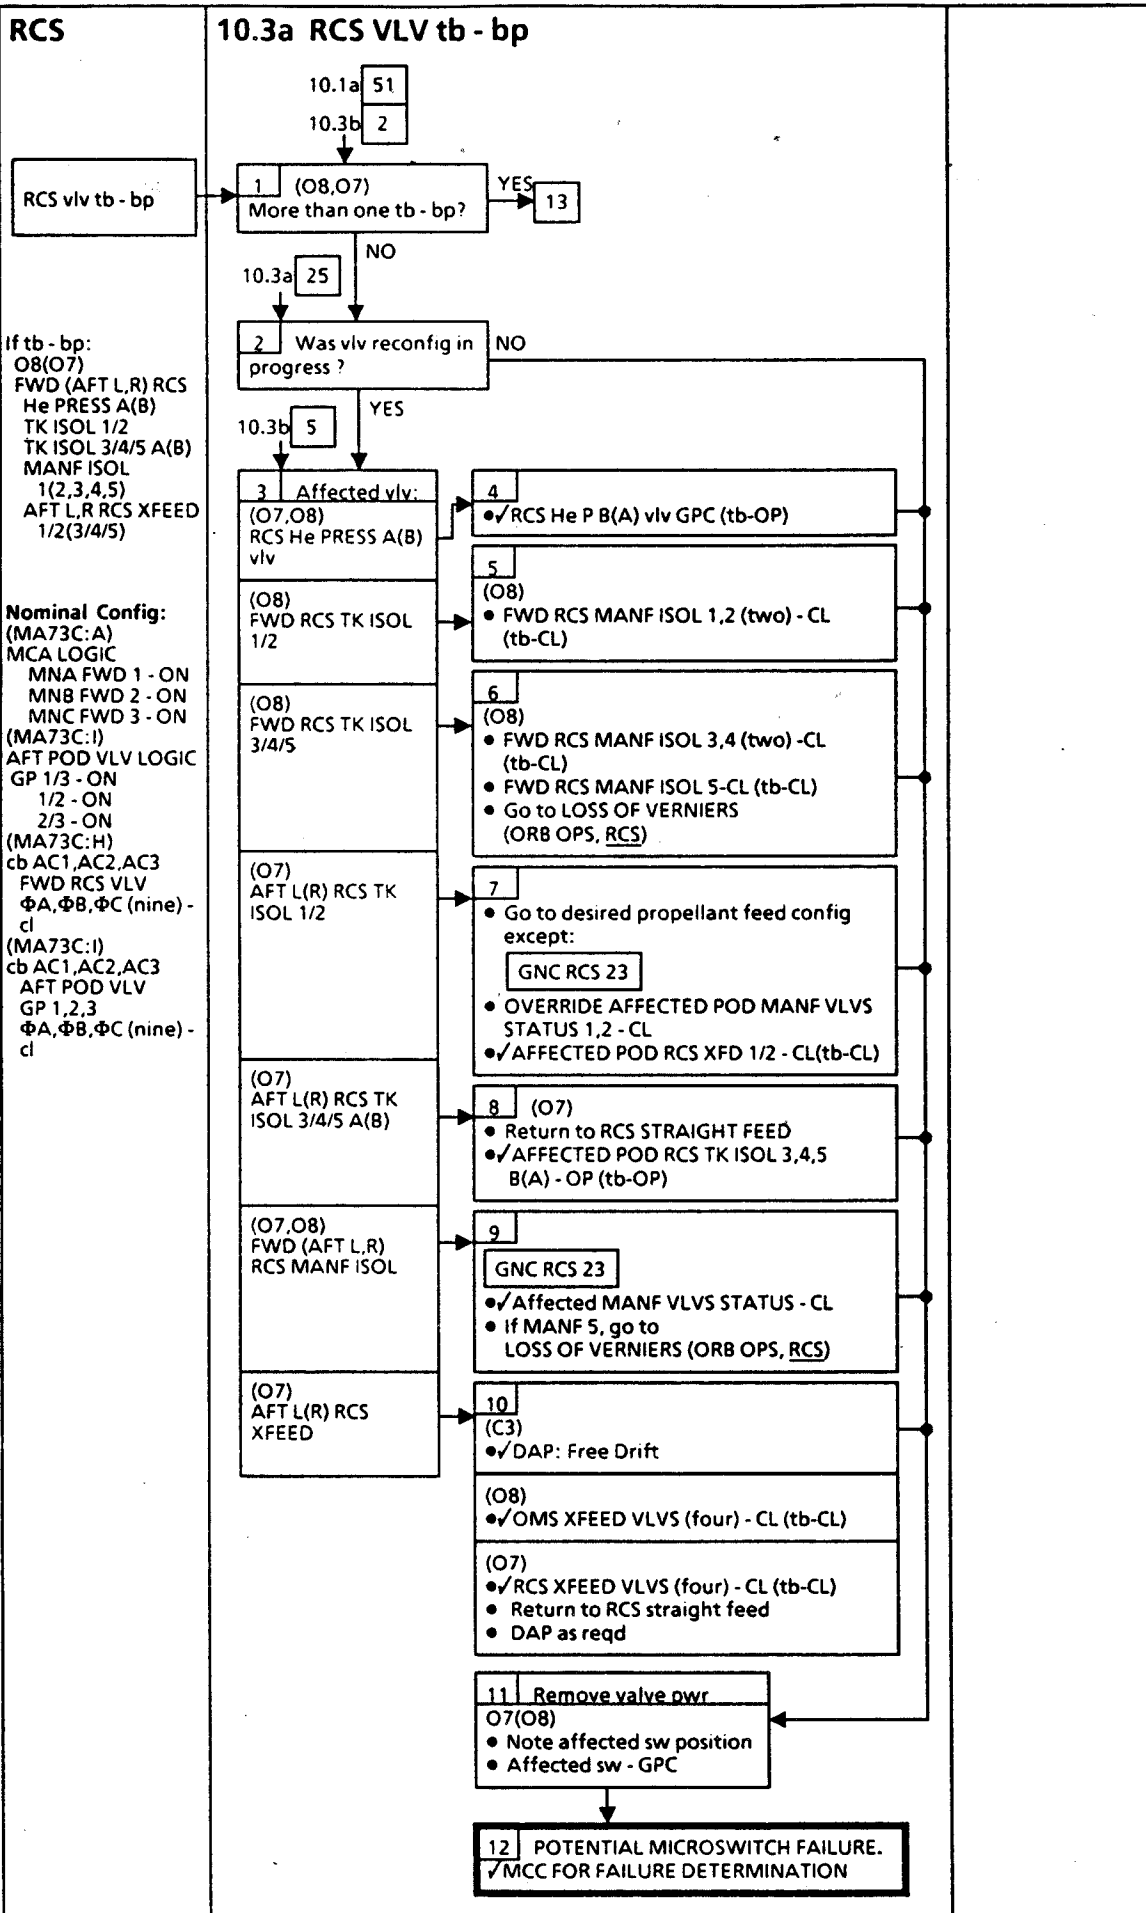 RCS
10.3a RCS VLV tb - bp
10.1a 51
10.3b 2
RCS vlv tb - bp
1 (O8,O7)
More than one tb - bp?
YES
13
NO
10.3a 25
2 Was vlv reconfig in
progress ?
NO
YES
10.3b 5
If tb - bp:
O8(O7)
FWD (AFT L,R) RCS
He PRESS A(B)
TK ISOL 1/2
TK ISOL 3/4/5 A(B)
MANF ISOL
1(2,3,4,5)
AFT L,R RCS XFEED
1/2(3/4/5)
Nominal Config:
(MA73C:A)
MCA LOGIC
MNA FWD 1 - ON
MNB FWD 2 - ON
MNC FWD 3 - ON
(MA73C:I)
AFT POD VLV LOGIC
GP 1/3 - ON
1/2 - ON
2/3 - ON
(MA73C:H)
cb AC1,AC2,AC3
FWD RCS VLV
ΦA,ΦB,ΦC (nine) -
cl
(MA73C:I)
cb AC1,AC2,AC3
AFT POD VLV
GP 1,2,3
ΦA,ΦB,ΦC (nine) -
cl
3 Affected vlv:
(O7,O8)
RCS He PRESS A(B)
vlv
4
•✓RCS He P B(A) vlv GPC (tb-OP)
(O8)
FWD RCS TK ISOL
1/2
5
(O8)
• FWD RCS MANF ISOL 1,2 (two) - CL
(tb-CL)
(O8)
FWD RCS TK ISOL
3/4/5
6
(O8)
• FWD RCS MANF ISOL 3,4 (two) -CL
(tb-CL)
• FWD RCS MANF ISOL 5-CL (tb-CL)
• Go to LOSS OF VERNIERS
(ORB OPS, RCS)
(O7)
AFT L(R) RCS TK
ISOL 1/2
7
• Go to desired propellant feed config
except:
GNC RCS 23
• OVERRIDE AFFECTED POD MANF VLVS
STATUS 1,2 - CL
•✓AFFECTED POD RCS XFD 1/2 - CL(tb-CL)
(O7)
AFT L(R) RCS TK
ISOL 3/4/5 A(B)
8 (O7)
• Return to RCS STRAIGHT FEED
•✓AFFECTED POD RCS TK ISOL 3,4,5
B(A) - OP (tb-OP)
(O7,O8)
FWD (AFT L,R)
RCS MANF ISOL
9
GNC RCS 23
•✓Affected MANF VLVS STATUS - CL
• If MANF 5, go to
LOSS OF VERNIERS (ORB OPS, RCS)
(O7)
AFT L(R) RCS
XFEED
10
(C3)
•✓DAP: Free Drift
(O8)
•✓OMS XFEED VLVS (four) - CL (tb-CL)
(O7)
•✓RCS XFEED VLVS (four) - CL (tb-CL)
• Return to RCS straight feed
• DAP as reqd
11 Remove valve pwr
O7(O8)
• Note affected sw position
• Affected sw - GPC
12 POTENTIAL MICROSWITCH FAILURE.
✓MCC FOR FAILURE DETERMINATION